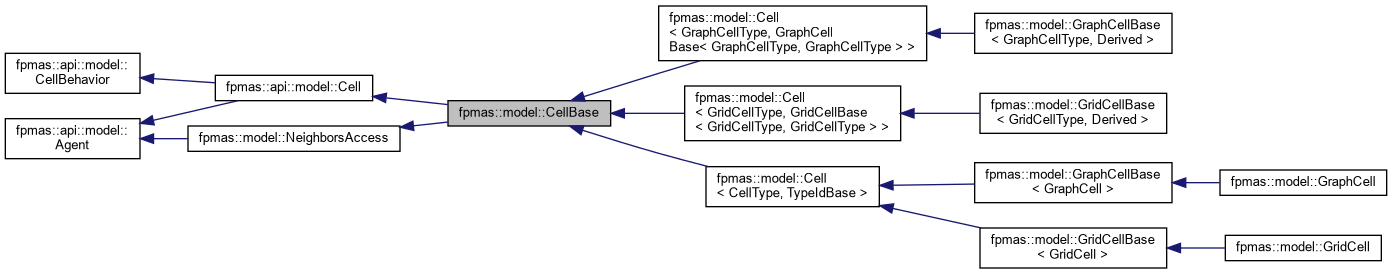 fpmas::api::model::
CellBehavior
fpmas::api::model::
Agent
fpmas::api::model::Cell
fpmas::model::NeighborsAccess
fpmas::model::CellBase
fpmas::model::Cell
< GraphCellType, GraphCell
Base< GraphCellType, GraphCellType > >
fpmas::model::Cell
< GridCellType, GridCellBase
< GridCellType, GridCellType > >
fpmas::model::Cell
< CellType, TypeIdBase >
fpmas::model::GraphCellBase
< GraphCellType, Derived >
fpmas::model::GridCellBase
< GridCellType, Derived >
fpmas::model::GraphCellBase
< GraphCell >
fpmas::model::GridCellBase
< GridCell >
fpmas::model::GraphCell
fpmas::model::GridCell